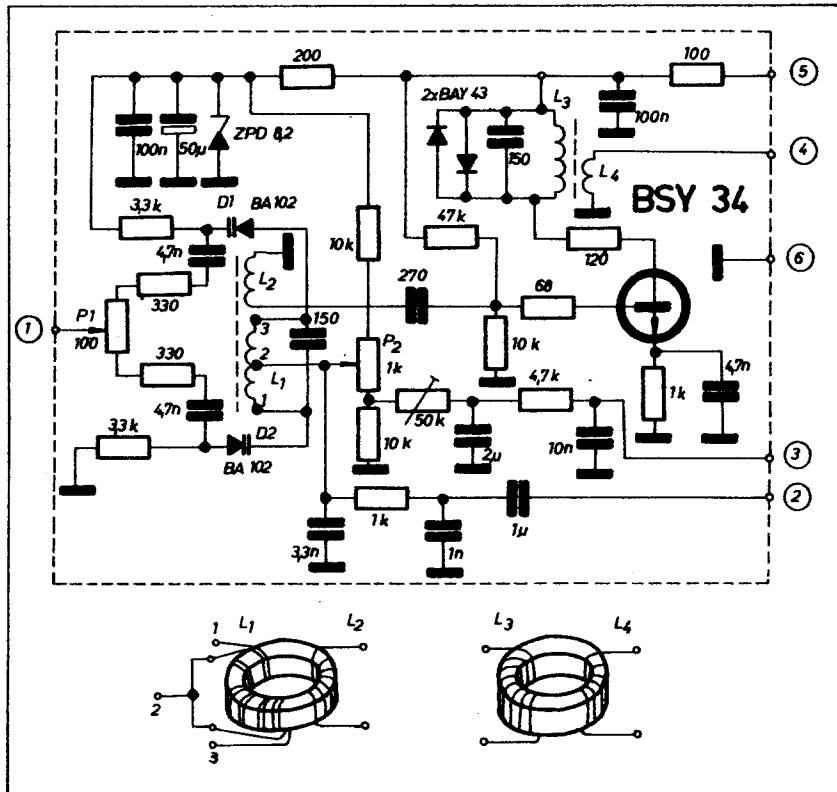 200
100
5
2xBAY 43
L3
100n
50µ
ZPD 8,2
150
100n
4
L4
BSY 34
D1
BA 102
3,3k
4,7n
10k
47k
120
6
L2
270
68
330
P1
100
1
150
3
2
L1
1
P2
1k
10k
330
4,7n
4,7k
1k
4,7n
3,3k
D2
BA 102
10k
50k
2µ
10n
3
2
1k
1µ
3,3n
1n
1
L1
L2
L3
L4
2
3